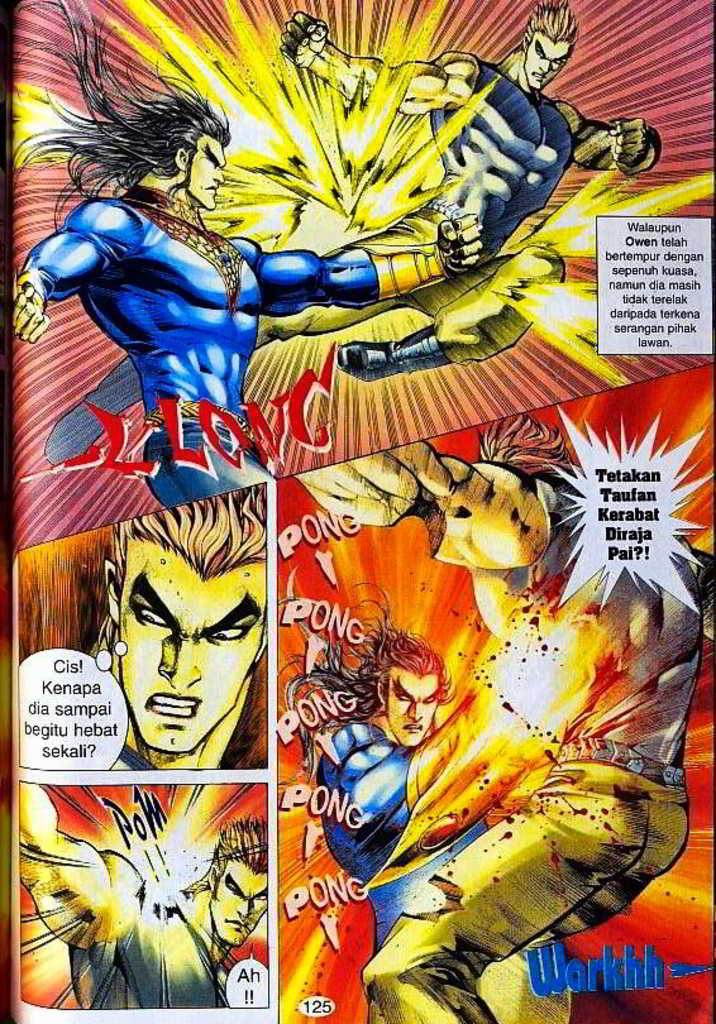 Walaupun
Owen telah
bertempur dengan
sepenuh kuasa,
namun dia masih
tidak terelak
daripada terkena
serangan pihak
lawan.
LLONG
Cis!
Kenapa
dia sampai
begitu hebat
sekali?
Tetakan
Taufan
Kerabat
Diraja
Pai?!
PONG
!
PONG
!
PONG
!
PONG
!
PONG
!
POW
!!!
Ah
!!
Workhh
125